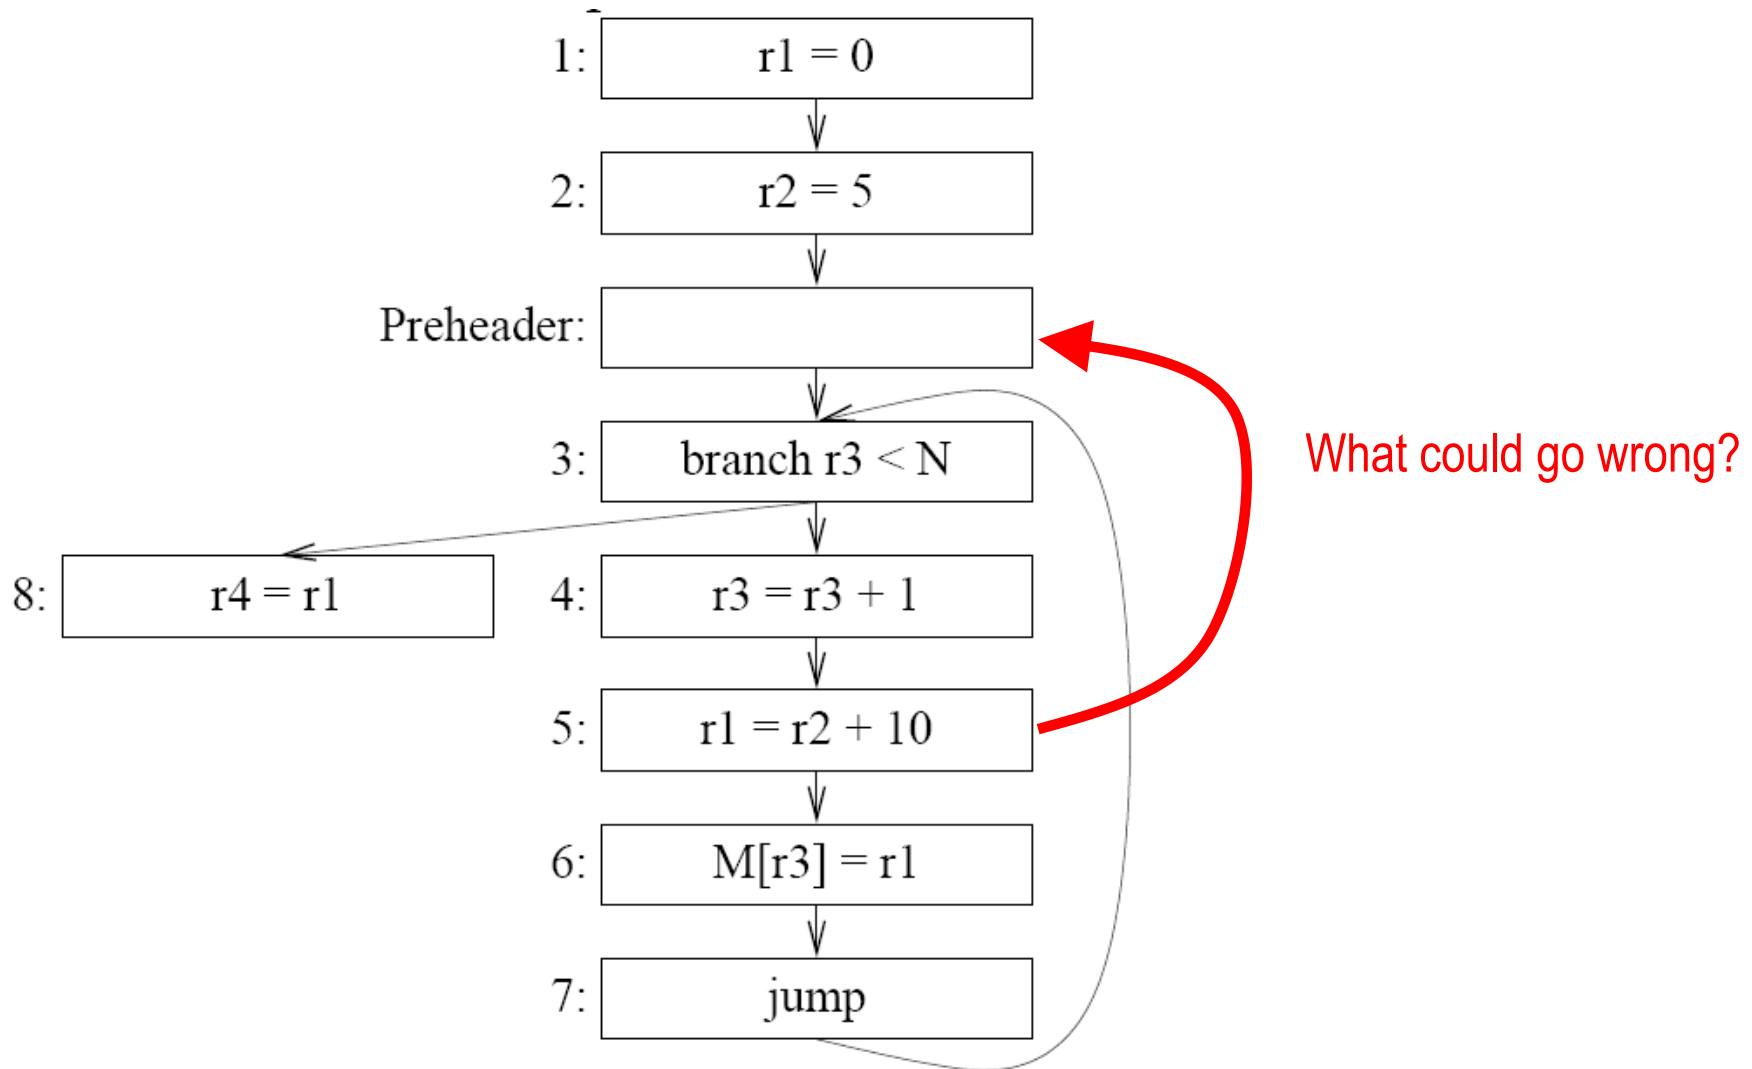 1: r1 = 0
2: r2 = 5
Preheader:
3: branch r3 < N
What could go wrong?
8: r4 = r1
4: r3 = r3 + 1
5: r1 = r2 + 10
6: M[r3] = r1
7: jump